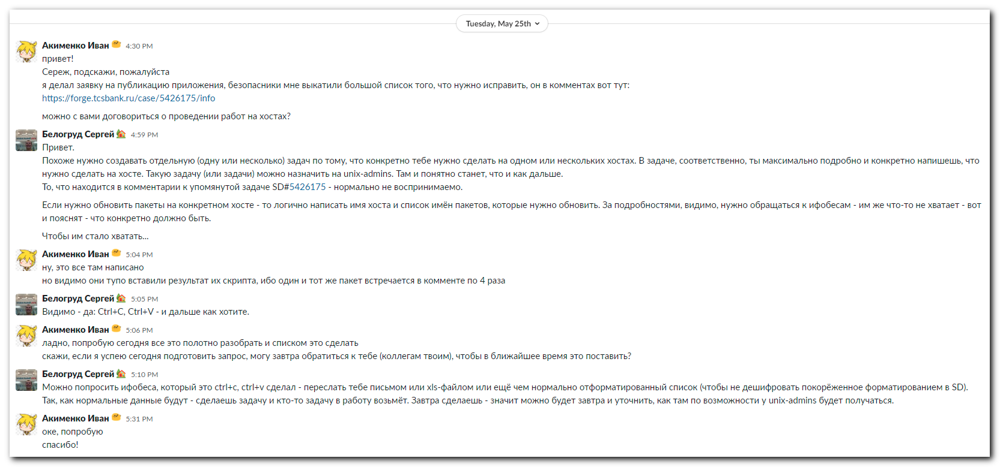 Tuesday, May 25th
Акименко Иван 4:30 PM
привет!
Сереж, подскажи, пожалуйста
я делал заявку на публикацию приложения, безопасники мне выкатили большой список того, что нужно исправить, он в комментах вот тут:
https://forge.tcsbank.ru/case/5426175/info
можно с вами договориться о проведении работ на хостах?
Белогруд Сергей 4:59 PM
Привет.
Похоже нужно создавать отдельную (одну или несколько) задач по тому, что конкретно тебе нужно сделать на одном или нескольких хостах. В задаче, соответственно, ты максимально подробно и конкретно напишешь, что
нужно сделать на хосте. Такую задачу (или задачи) можно назначить на unix-admins. Там и понятно станет, что и как дальше.
То, что находится в комментарии к упомянутой задаче SD#5426175 - нормально не воспринимаемо.
Если нужно обновить пакеты на конкретном хосте - то логично написать имя хоста и список имён пакетов, которые нужно обновить. За подробностями, видимо, нужно обращаться к ифобесам - им же что-то не хватает - вот
и пояснят - что конкретно должно быть.
Чтобы им стало хватать...
Акименко Иван 5:04 PM
ну, это все там написано
но видимо они тупо вставили результат их скрипта, ибо один и тот же пакет встречается в комменте по 4 раза
Белогруд Сергей 5:05 PM
Видимо - да: Ctrl+C, Ctrl+V - и дальше как хотите.
Акименко Иван 5:06 PM
ладно, попробую сегодня все это полотно разобрать и списком это сделать
скажи, если я успею сегодня подготовить запрос, могу завтра обратиться к тебе (коллегам твоим), чтобы в ближайшее время это поставить?
Белогруд Сергей 5:10 PM
Можно попросить ифобеса, который это ctrl+c, ctrl+v сделал - переслать тебе письмом или xls-файлом или ещё чем нормально отформатированный список (чтобы не дешифровать покорёженное форматированием в SD).
Так, как нормальные данные будут - сделаешь задачу и кто-то задачу в работу возьмёт. Завтра сделаешь - значит можно будет завтра и уточнить, как там по возможности у unix-admins будет получаться.
Акименко Иван 5:31 PM
оке, попробую
спасибо!